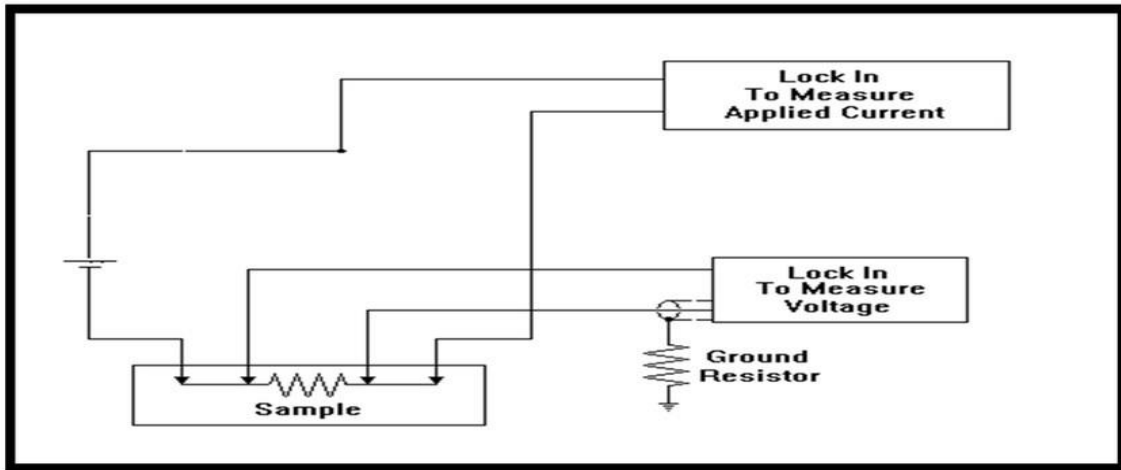 Lock In
To Measure
Applied Current
Lock In
To Measure
Voltage
Ground
Resistor
Sample